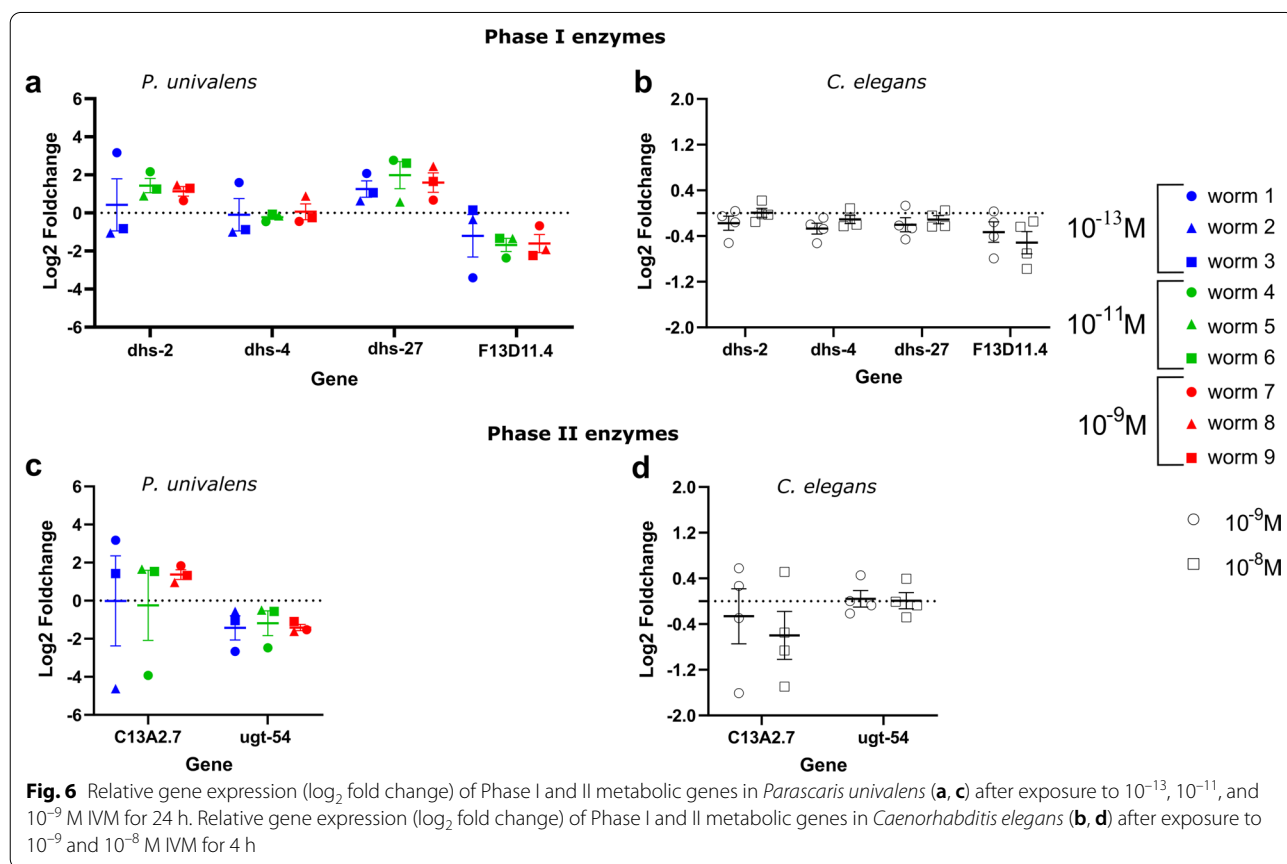 Phase I enzymes
a
P. univalens
Log2 Foldchange
6
4
2
0
-2
-4
-6
dhs-2 dhs-4 dhs-27 F13D11.4
Gene
b
C. elegans
Log2 Foldchange
2.0
1.2
0.4
-0.4
-1.2
-2.0
dhs-2 dhs-4 dhs-27 F13D11.4
Gene
10⁻¹³M
worm 1
worm 2
worm 3
10⁻¹¹M
worm 4
worm 5
worm 6
10⁻⁹M
worm 7
worm 8
worm 9
10⁻⁹M
10⁻⁸M
Phase II enzymes
c
P. univalens
Log2 Foldchange
6
4
2
0
-2
-4
-6
C13A2.7 ugt-54
Gene
d
C. elegans
Log2 Foldchange
2.0
1.2
0.4
-0.4
-1.2
-2.0
C13A2.7 ugt-54
Gene
Fig. 6 Relative gene expression (log₂ fold change) of Phase I and II metabolic genes in Parascaris univalens (a, c) after exposure to 10⁻¹³, 10⁻¹¹, and
10⁻⁹ M IVM for 24 h. Relative gene expression (log₂ fold change) of Phase I and II metabolic genes in Caenorhabditis elegans (b, d) after exposure to
10⁻⁹ and 10⁻⁸ M IVM for 4 h